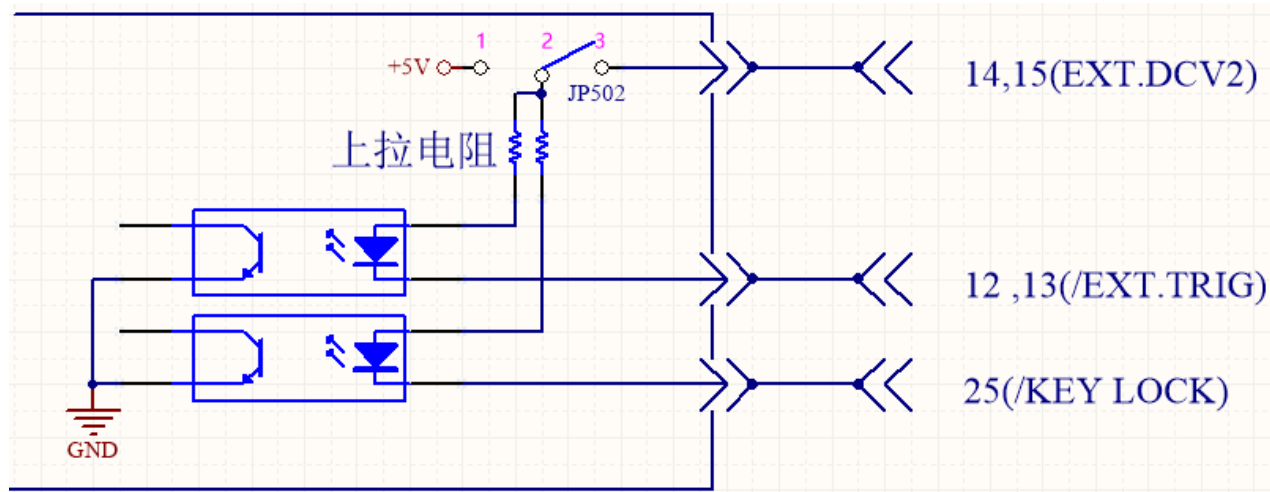 1 2 3
+5V
JP502
14,15(EXT.DCV2)
上拉电阻
12 ,13(/EXT.TRIG)
25(/KEY LOCK)
GND